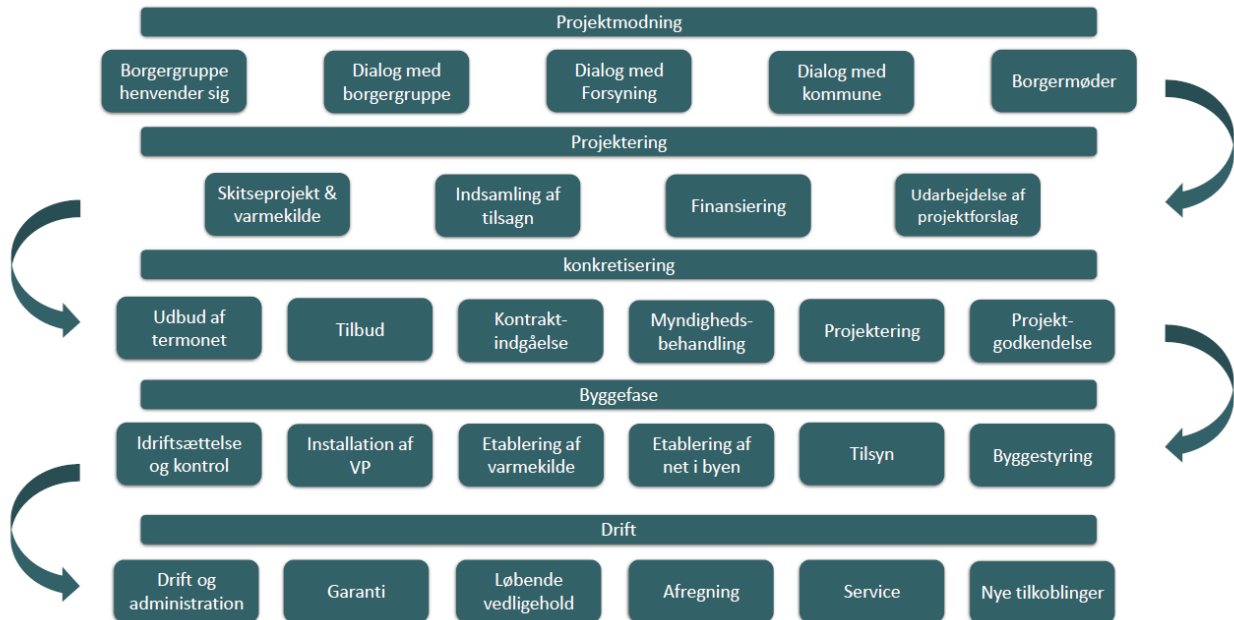 Projektmodning
Borgergruppe
henvender sig
Dialog med
borgergruppe
Dialog med
Forsyning
Dialog med
kommune
Borgermøder
Projektering
Skitseprojekt &
varmekilde
Indsamling af
tilsagn
Finansiering
Udarbejdelse af
projektforslag
konkretisering
Udbud af
termonet
Tilbud
Kontrakt-
indgåelse
Myndigheds-
behandling
Projektering
Projekt-
godkendelse
Byggefase
Idriftsættelse
og kontrol
Installation af
VP
Etablering af
varmekilde
Etablering af
net i byen
Tilsyn
Byggestyring
Drift
Drift og
administration
Garanti
Løbende
vedligehold
Afregning
Service
Nye tilkoblinger